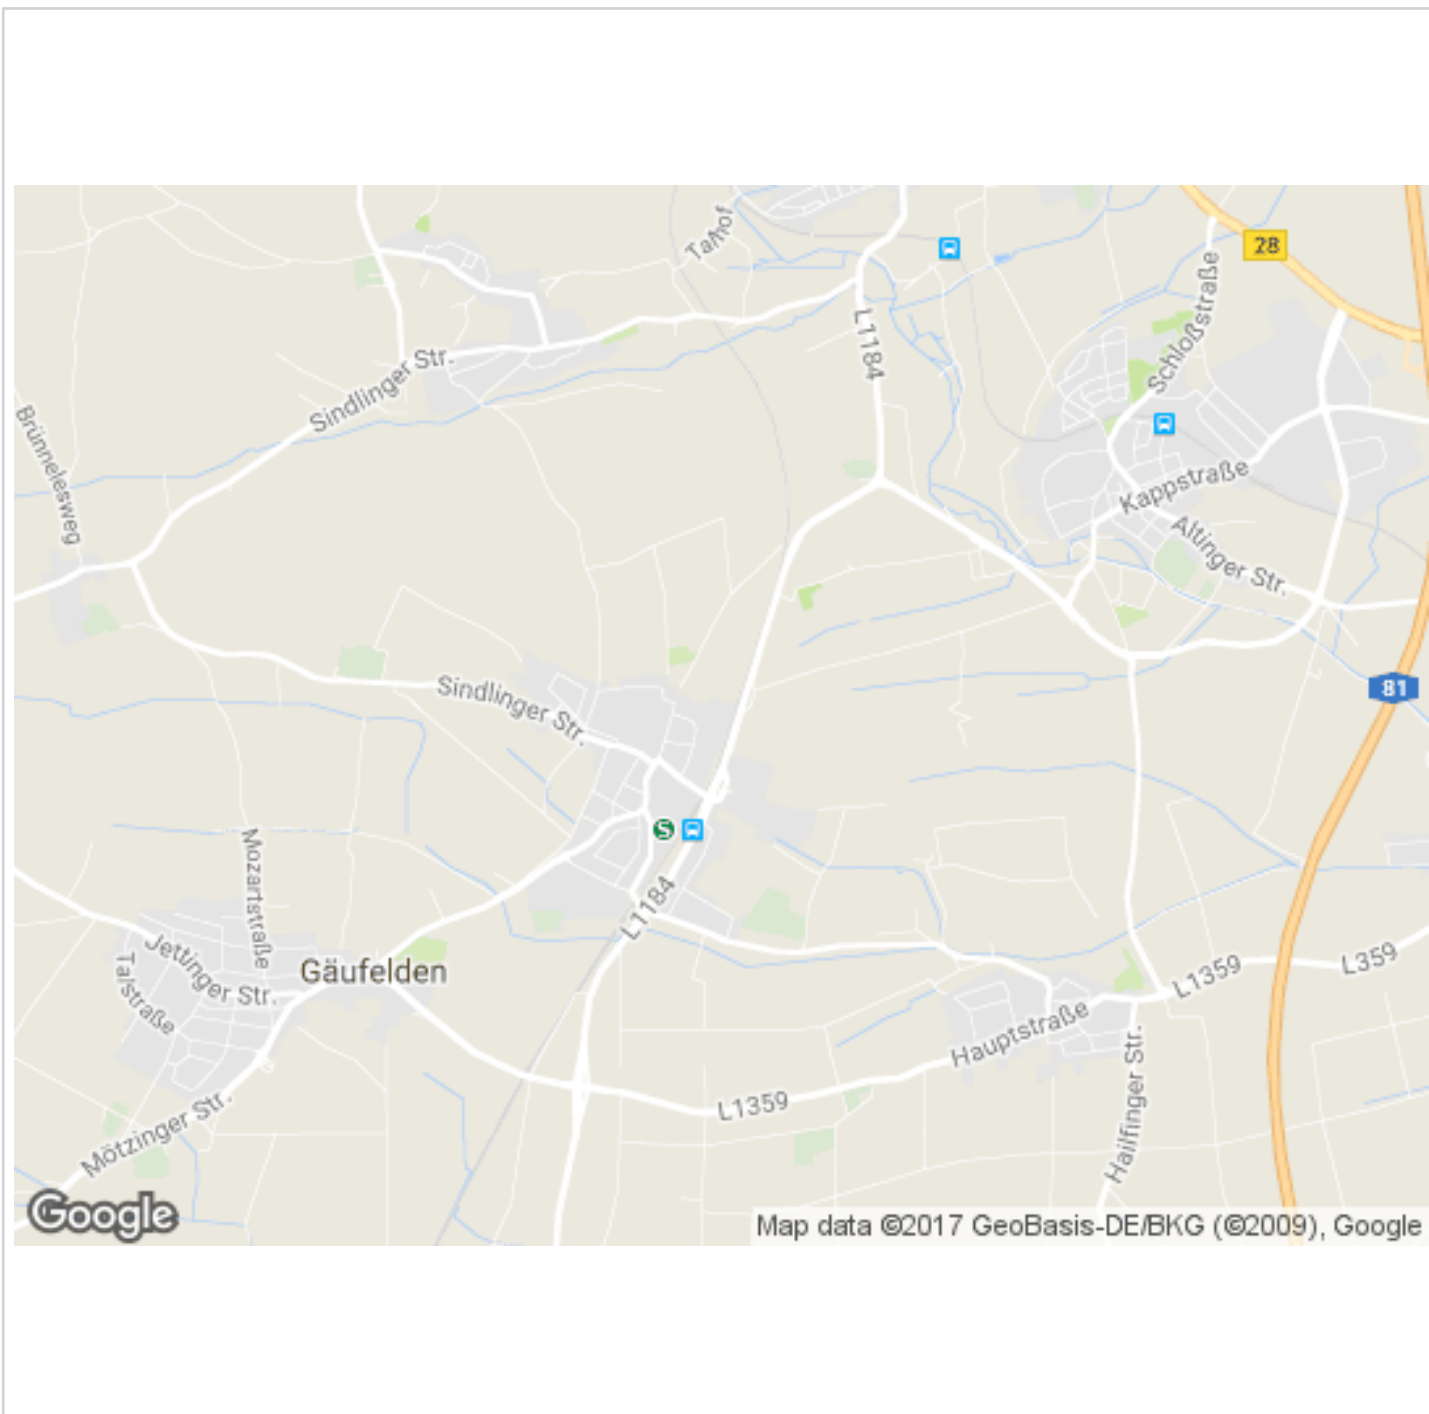 Talhof
28
L1184
Schloßstraße
Sindlinger Str.
Brünnelesweg
Kappstraße
Altinger Str.
81
Sindlinger Str.
S
Mozartstraße
L1184
Jettinger Str.
Gäufelden
Talstraße
L1359
L359
Hauptstraße
L1359
Hailfinger Str.
Mötzinger Str.
Google
Map data ©2017 GeoBasis-DE/BKG (©2009), Google